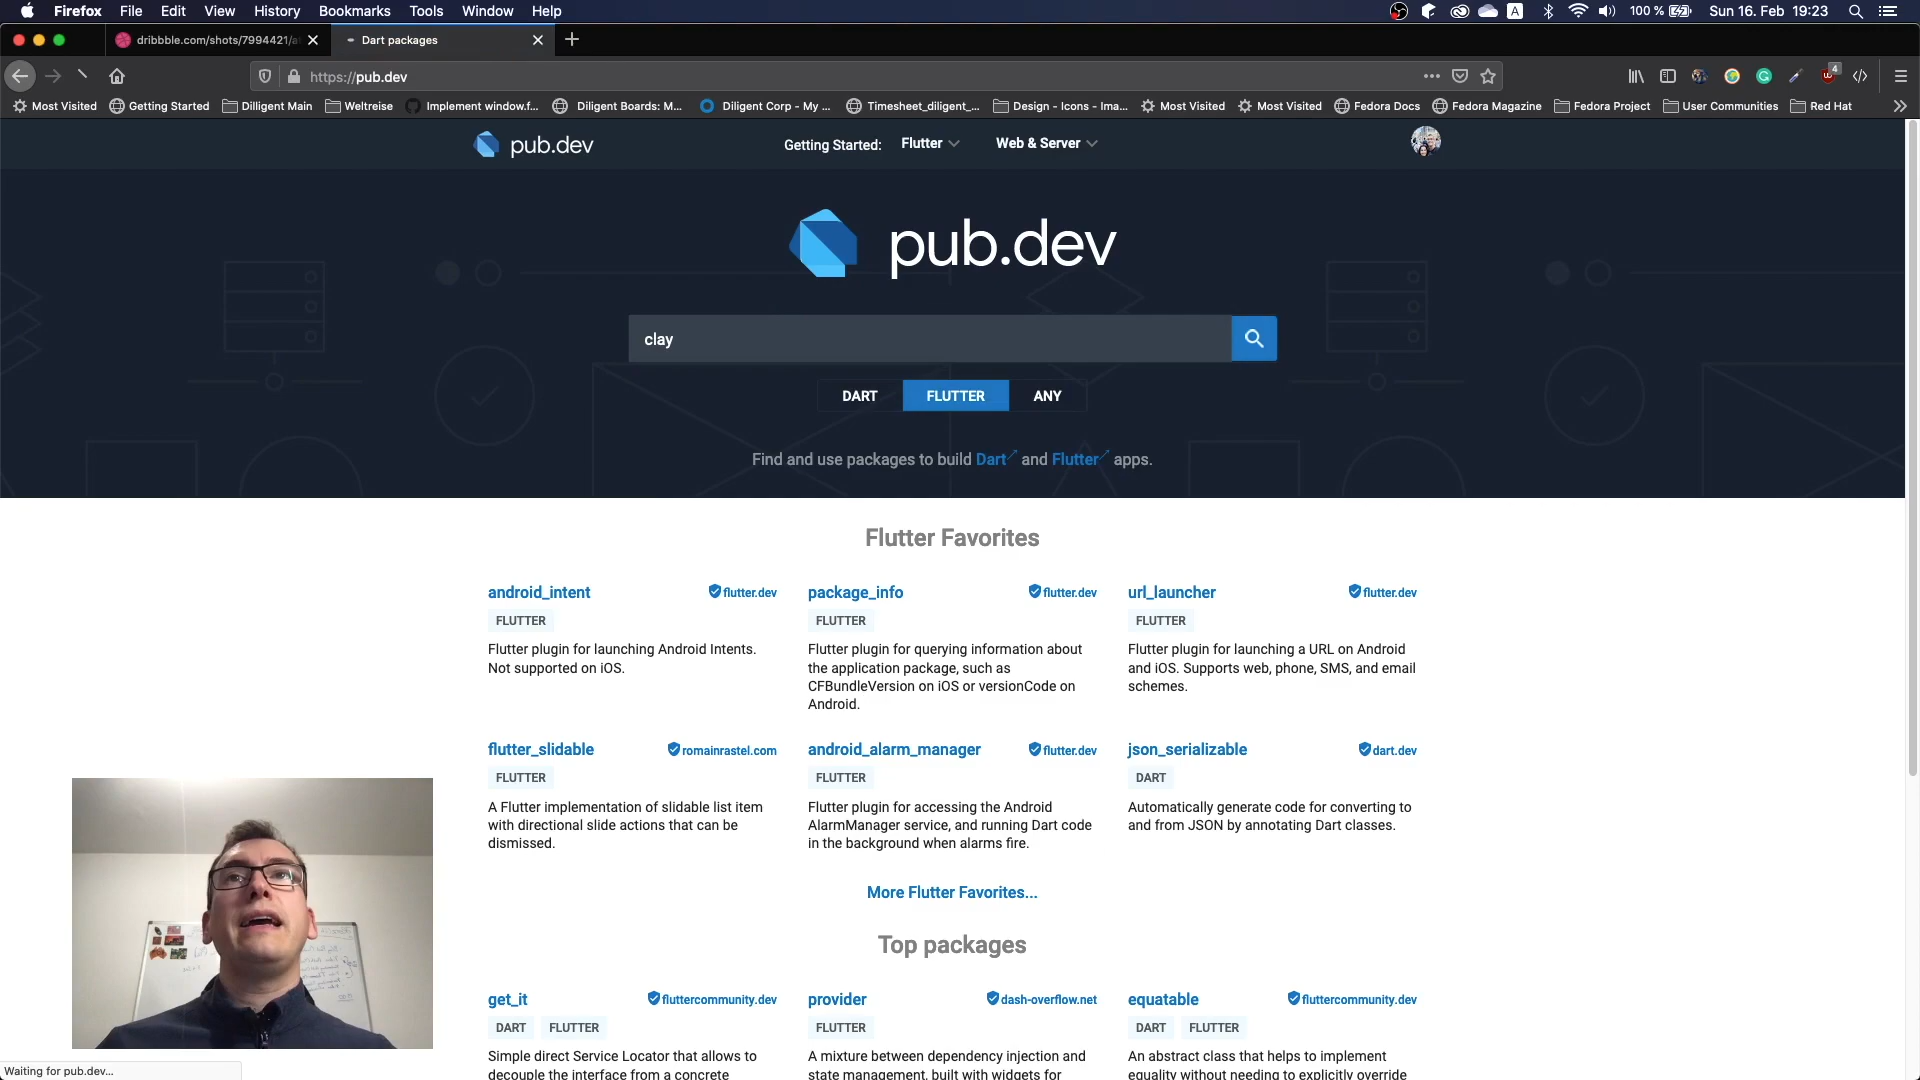 Firefox File Edit View History Bookmarks Tools Window Help
A 100 % Sun 16. Feb 19:23
dribbble.com/shots/7994421/a
Dart packages
https://pub.dev
4
Most Visited Getting Started Dilligent Main Weltreise Implement window.f... Diligent Boards: M... Diligent Corp - My ... Timesheet_diligent_... Design - Icons - Ima... Most Visited Most Visited Fedora Docs Fedora Magazine Fedora Project User Communities Red Hat
pub.dev Getting Started: Flutter Web & Server
pub.dev
clay
DART FLUTTER ANY
Find and use packages to build Dart and Flutter apps.
Flutter Favorites
android_intent flutter.dev
FLUTTER
Flutter plugin for launching Android Intents.
Not supported on iOS.
package_info flutter.dev
FLUTTER
Flutter plugin for querying information about
the application package, such as
CFBundleVersion on iOS or versionCode on
Android.
url_launcher flutter.dev
FLUTTER
Flutter plugin for launching a URL on Android
and iOS. Supports web, phone, SMS, and email
schemes.
flutter_slidable romainrastel.com
FLUTTER
A Flutter implementation of slidable list item
with directional slide actions that can be
dismissed.
android_alarm_manager flutter.dev
FLUTTER
Flutter plugin for accessing the Android
AlarmManager service, and running Dart code
in the background when alarms fire.
json_serializable dart.dev
DART
Automatically generate code for converting to
and from JSON by annotating Dart classes.
More Flutter Favorites...
Top packages
get_it fluttercommunity.dev
DART FLUTTER
Simple direct Service Locator that allows to
decouple the interface from a concrete
provider dash-overflow.net
FLUTTER
A mixture between dependency injection and
state management, built with widgets for
equatable fluttercommunity.dev
DART FLUTTER
An abstract class that helps to implement
equality without needing to explicitly override
Waiting for pub.dev...